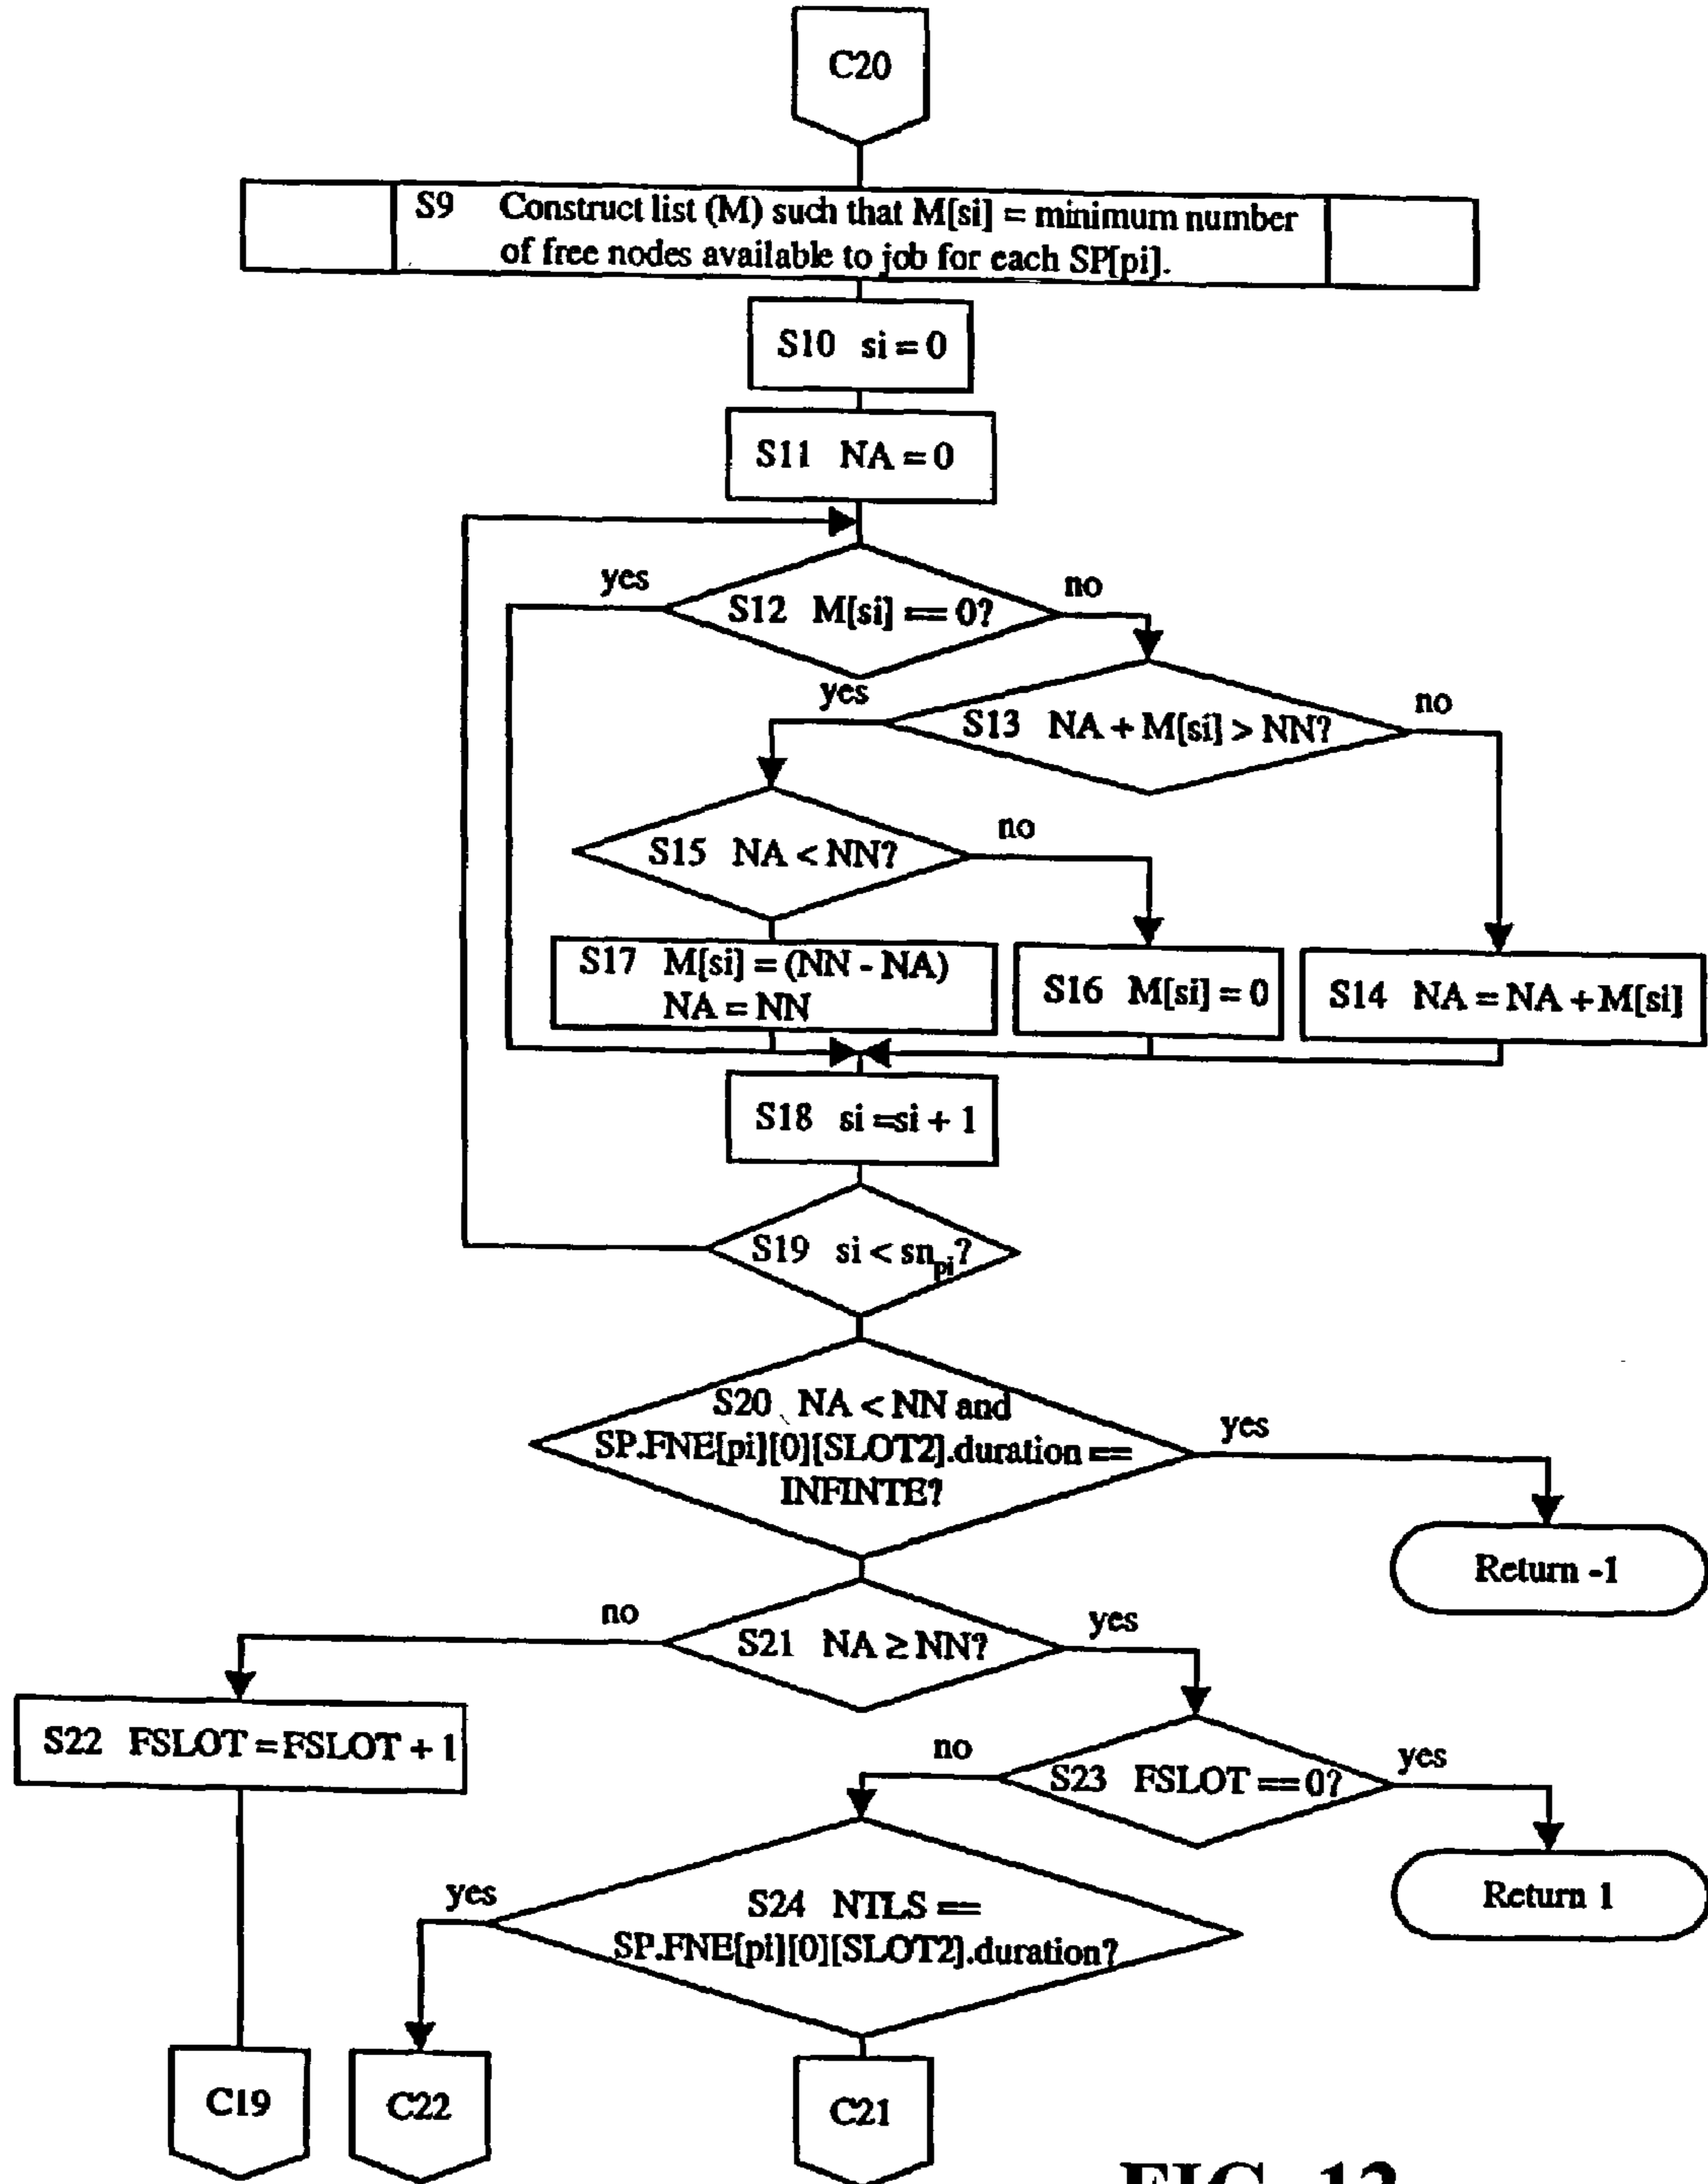 C20
S9 Construct list (M) such that M[si] = minimum number
of free nodes available to job for each SP[pi].
S10 si = 0
S11 NA = 0
yes
no
S12 M[si] == 0?
yes
no
S13 NA + M[si] > NN?
no
S15 NA < NN?
S17 M[si] = (NN - NA)
NA = NN
S16 M[si] = 0
S14 NA = NA + M[si]
S18 si = si + 1
S19 si < sn_pi?
S20 NA < NN and
SP.FNE[pi][0][SLOT2].duration ==
INFINTE?
yes
Return -1
no
yes
S21 NA ≥ NN?
S22 FSLOT = FSLOT + 1
no
yes
S23 FSLOT == 0?
Return 1
yes
S24 NTLS ==
SP.FNE[pi][0][SLOT2].duration?
C19
C22
C21